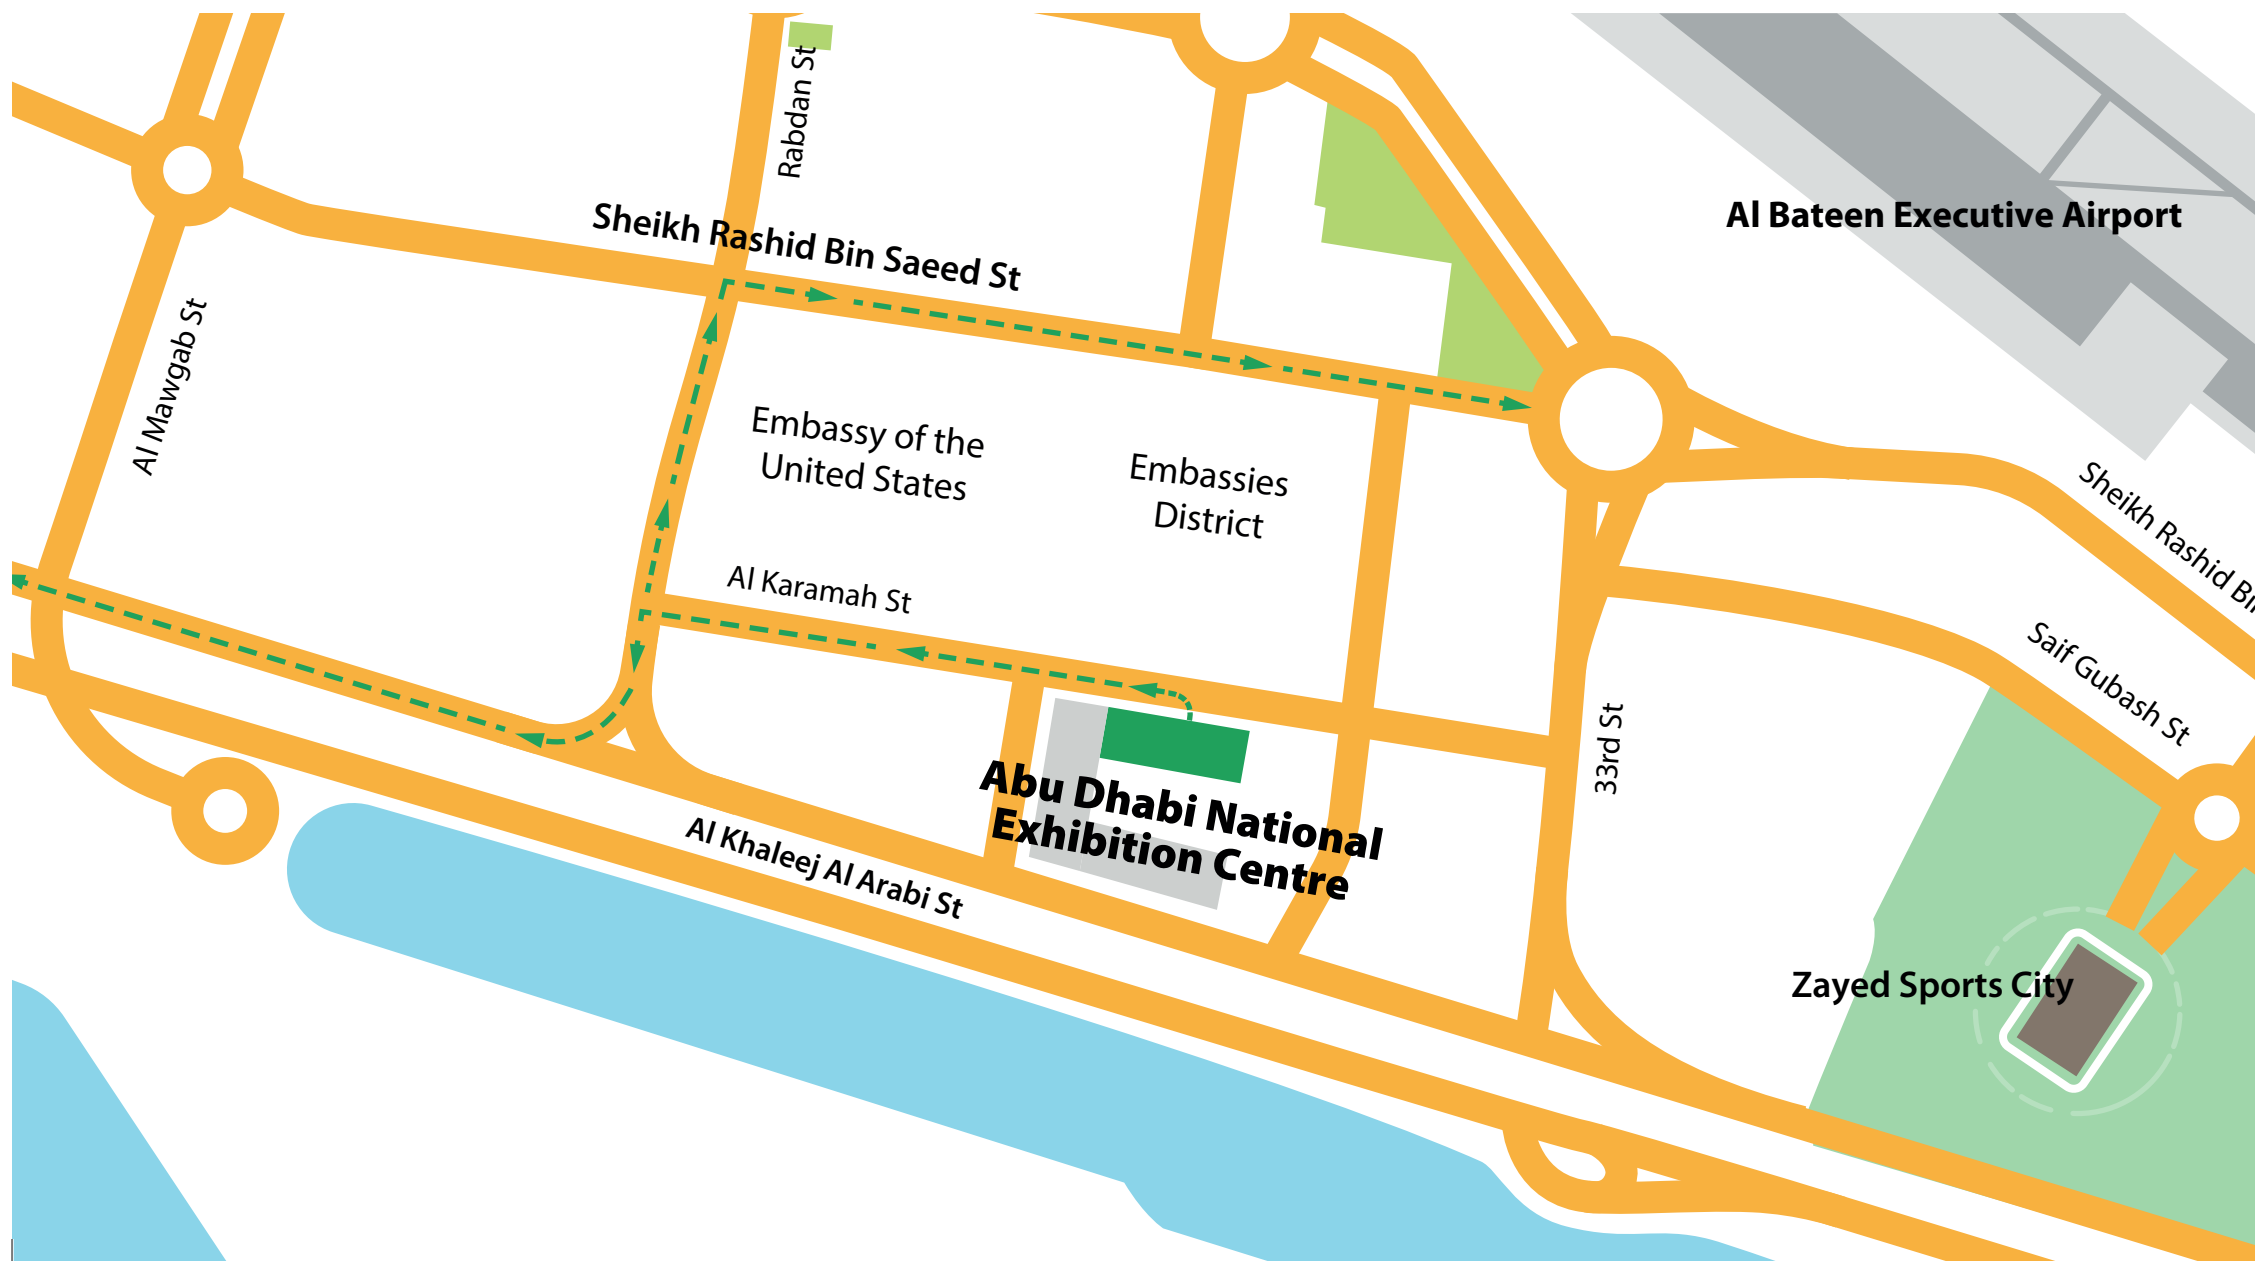 Rabdan St
Sheikh Rashid Bin Saeed St
Al Bateen Executive Airport
Al Mawgab St
Embassy of the
United States
Embassies
District
Sheikh Rashid Bin
Al Karamah St
Saif Gubash St
33rd St
Abu Dhabi National
Exhibition Centre
Al Khaleej Al Arabi St
Zayed Sports City